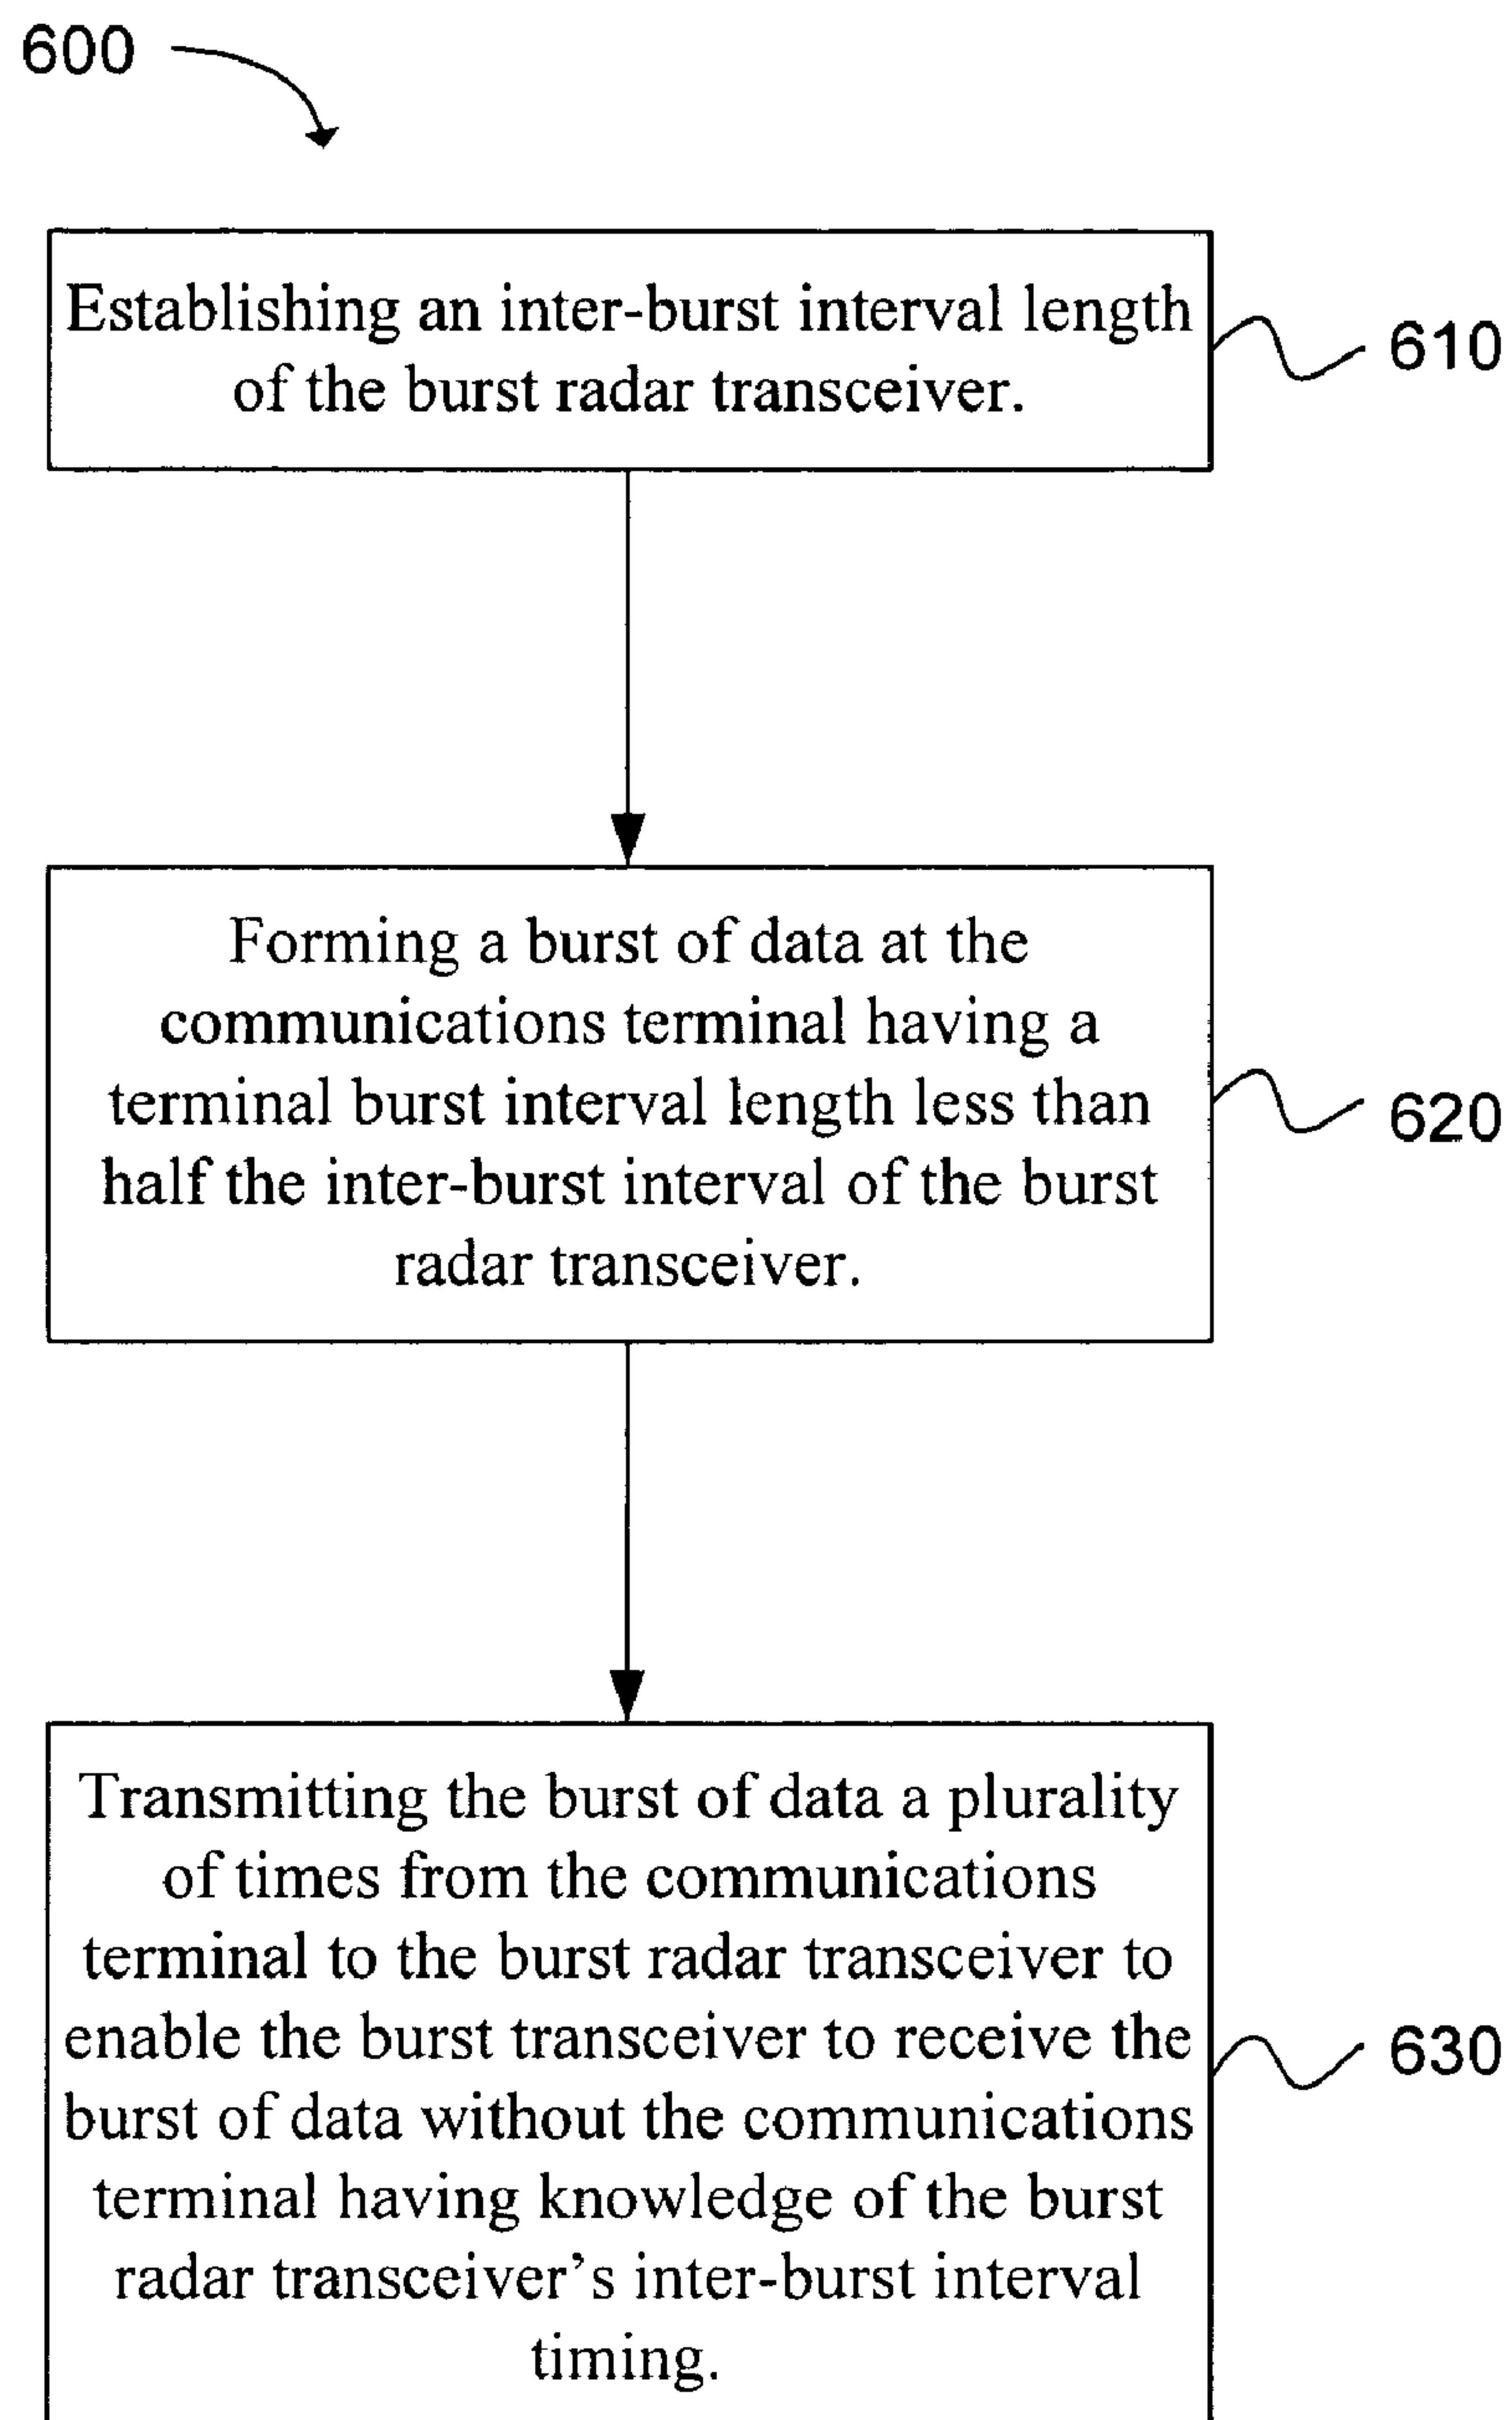 600
Establishing an inter-burst interval length
of the burst radar transceiver.
610
Forming a burst of data at the
communications terminal having a
terminal burst interval length less than
half the inter-burst interval of the burst
radar transceiver.
620
Transmitting the burst of data a plurality
of times from the communications
terminal to the burst radar transceiver to
enable the burst transceiver to receive the
burst of data without the communications
terminal having knowledge of the burst
radar transceiver’s inter-burst interval
timing.
630